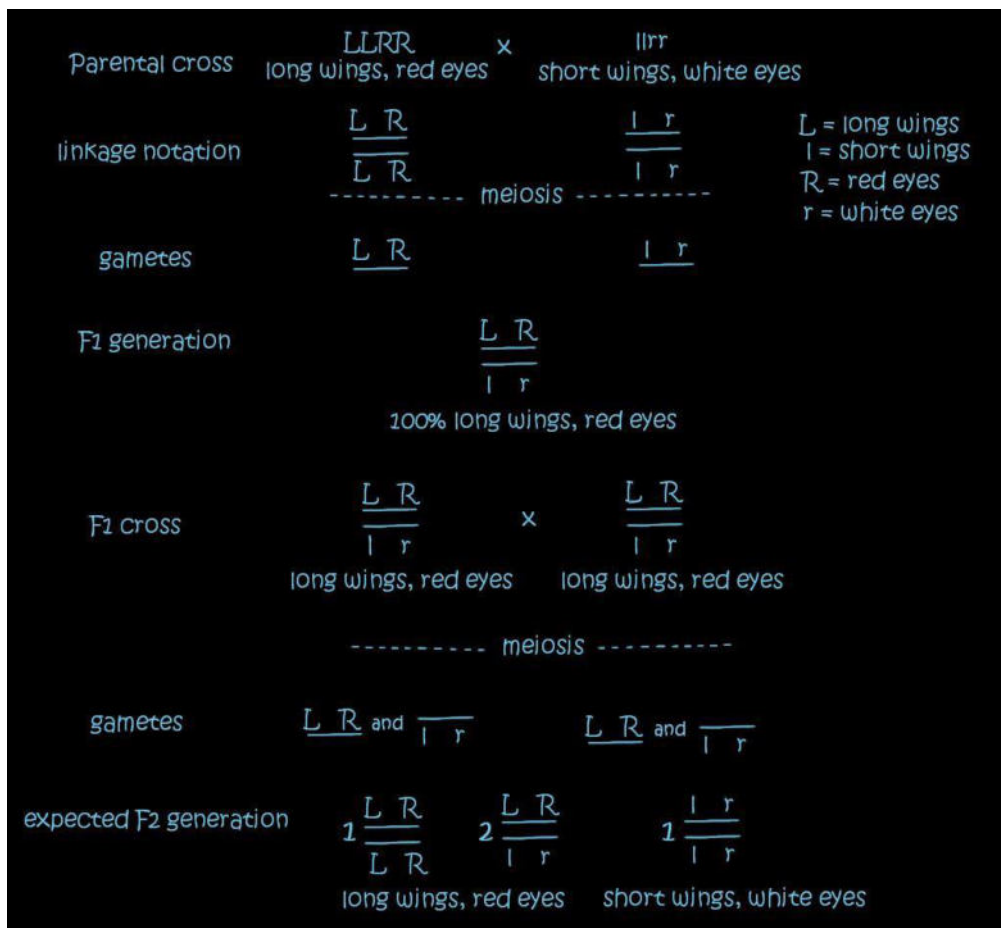 LLRR x llrr
Parental cross long wings, red eyes short wings, white eyes
L R l r L = long wings
linkage notation l = short wings
L R l r R = red eyes
---------- meiosis ---------- r = white eyes
gametes L R l r
L R
F1 generation
l r
100% long wings, red eyes
L R L R
F1 cross x
l r l r
long wings, red eyes long wings, red eyes
---------- meiosis ----------
gametes L R and l r L R and l r
L R L R l r
expected F2 generation 1 2 1
L R l r l r
long wings, red eyes short wings, white eyes